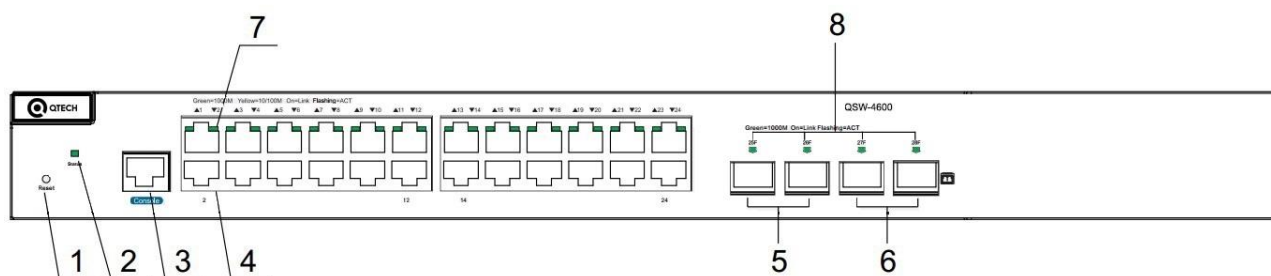 7
8
QTECH
Green=1000M Yellow=10/100M On=Link Flashing=ACT
▲1 ▼2 ▲3 ▼4 ▲5 ▼6 ▲7 ▼8 ▲9 ▼10 ▲11 ▼12 ▲13 ▼14 ▲15 ▼16 ▲17 ▼18 ▲19 ▼20 ▲21 ▼22 ▲23 ▼24
QSW-4600
Green=1000M On=Link Flashing=ACT
25F 26F 27F 28F
Status
Reset
Console
2 12 14 24
1 2 3 4 5 6